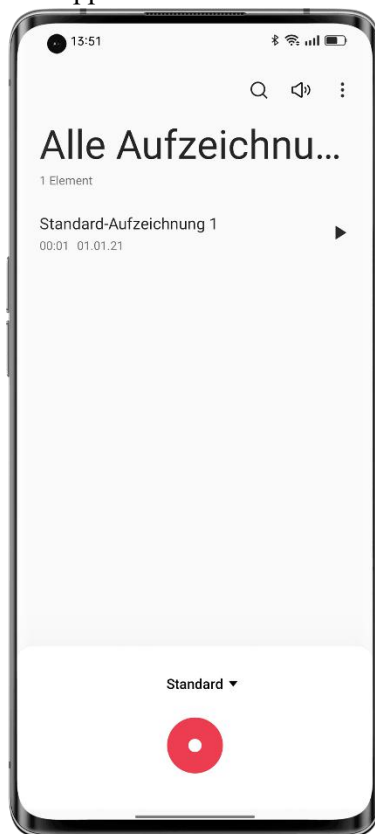 13:51
Alle Aufzeichnu...
1 Element
Standard-Aufzeichnung 1
00:01 01.01.21
Standard